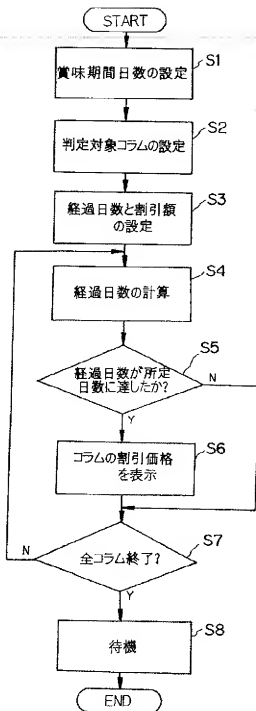 START
S1
賞味期間日数の設定
S2
判定対象コラムの設定
S3
経過日数と割引額
の設定
S4
経過日数の計算
S5
経過日数が所定
日数に達したか?
N
Y
S6
コラムの割引価格
を表示
S7
全コラム終了?
N
Y
S8
待機
END